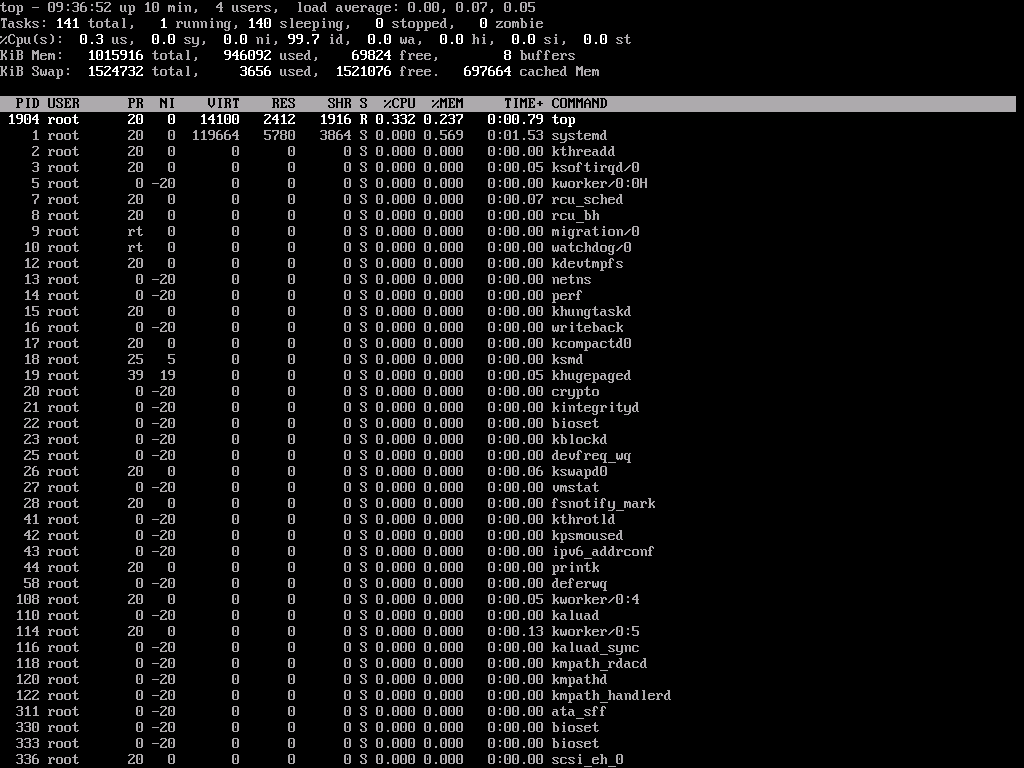 top - 09:36:52 up 10 min,  4 users,  load average: 0.00, 0.07, 0.05
Tasks: 141 total,   1 running, 140 sleeping,   0 stopped,   0 zombie
%Cpu(s):  0.3 us,  0.0 sy,  0.0 ni, 99.7 id,  0.0 wa,  0.0 hi,  0.0 si,  0.0 st
KiB Mem:   1015916 total,   946092 used,    69824 free,        8 buffers
KiB Swap:  1524732 total,     3656 used,  1521076 free.   697664 cached Mem
PID USER      PR  NI    VIRT    RES    SHR S  %CPU  %MEM     TIME+ COMMAND
1904 root      20   0   14100   2412   1916 R 0.332 0.237   0:00.79 top
1 root      20   0  119664   5780   3864 S 0.000 0.569   0:01.53 systemd
2 root      20   0       0      0      0 S 0.000 0.000   0:00.00 kthreadd
3 root      20   0       0      0      0 S 0.000 0.000   0:00.05 ksoftirqd/0
5 root       0 -20       0      0      0 S 0.000 0.000   0:00.00 kworker/0:0H
7 root      20   0       0      0      0 S 0.000 0.000   0:00.07 rcu_sched
8 root      20   0       0      0      0 S 0.000 0.000   0:00.00 rcu_bh
9 root      rt   0       0      0      0 S 0.000 0.000   0:00.00 migration/0
10 root      rt   0       0      0      0 S 0.000 0.000   0:00.00 watchdog/0
12 root      20   0       0      0      0 S 0.000 0.000   0:00.00 kdevtmpfs
13 root       0 -20       0      0      0 S 0.000 0.000   0:00.00 netns
14 root       0 -20       0      0      0 S 0.000 0.000   0:00.00 perf
15 root      20   0       0      0      0 S 0.000 0.000   0:00.00 khungtaskd
16 root       0 -20       0      0      0 S 0.000 0.000   0:00.00 writeback
17 root      20   0       0      0      0 S 0.000 0.000   0:00.00 kcompactd0
18 root      25   5       0      0      0 S 0.000 0.000   0:00.00 ksmd
19 root      39  19       0      0      0 S 0.000 0.000   0:00.05 khugepaged
20 root       0 -20       0      0      0 S 0.000 0.000   0:00.00 crypto
21 root       0 -20       0      0      0 S 0.000 0.000   0:00.00 kintegrityd
22 root       0 -20       0      0      0 S 0.000 0.000   0:00.00 bioset
23 root       0 -20       0      0      0 S 0.000 0.000   0:00.00 kblockd
25 root       0 -20       0      0      0 S 0.000 0.000   0:00.00 devfreq_wq
26 root      20   0       0      0      0 S 0.000 0.000   0:00.06 kswapd0
27 root       0 -20       0      0      0 S 0.000 0.000   0:00.00 vmstat
28 root      20   0       0      0      0 S 0.000 0.000   0:00.00 fsnotify_mark
41 root       0 -20       0      0      0 S 0.000 0.000   0:00.00 kthrotld
42 root       0 -20       0      0      0 S 0.000 0.000   0:00.00 kpsmoused
43 root       0 -20       0      0      0 S 0.000 0.000   0:00.00 ipv6_addrconf
44 root      20   0       0      0      0 S 0.000 0.000   0:00.00 printk
58 root       0 -20       0      0      0 S 0.000 0.000   0:00.00 deferwq
108 root      20   0       0      0      0 S 0.000 0.000   0:00.05 kworker/0:4
110 root       0 -20       0      0      0 S 0.000 0.000   0:00.00 kaluad
114 root      20   0       0      0      0 S 0.000 0.000   0:00.13 kworker/0:5
116 root       0 -20       0      0      0 S 0.000 0.000   0:00.00 kaluad_sync
118 root       0 -20       0      0      0 S 0.000 0.000   0:00.00 kmpath_rdacd
120 root       0 -20       0      0      0 S 0.000 0.000   0:00.00 kmpathd
122 root       0 -20       0      0      0 S 0.000 0.000   0:00.00 kmpath_handlerd
311 root       0 -20       0      0      0 S 0.000 0.000   0:00.00 ata_sff
330 root       0 -20       0      0      0 S 0.000 0.000   0:00.00 bioset
333 root       0 -20       0      0      0 S 0.000 0.000   0:00.00 bioset
336 root      20   0       0      0      0 S 0.000 0.000   0:00.00 scsi_eh_0